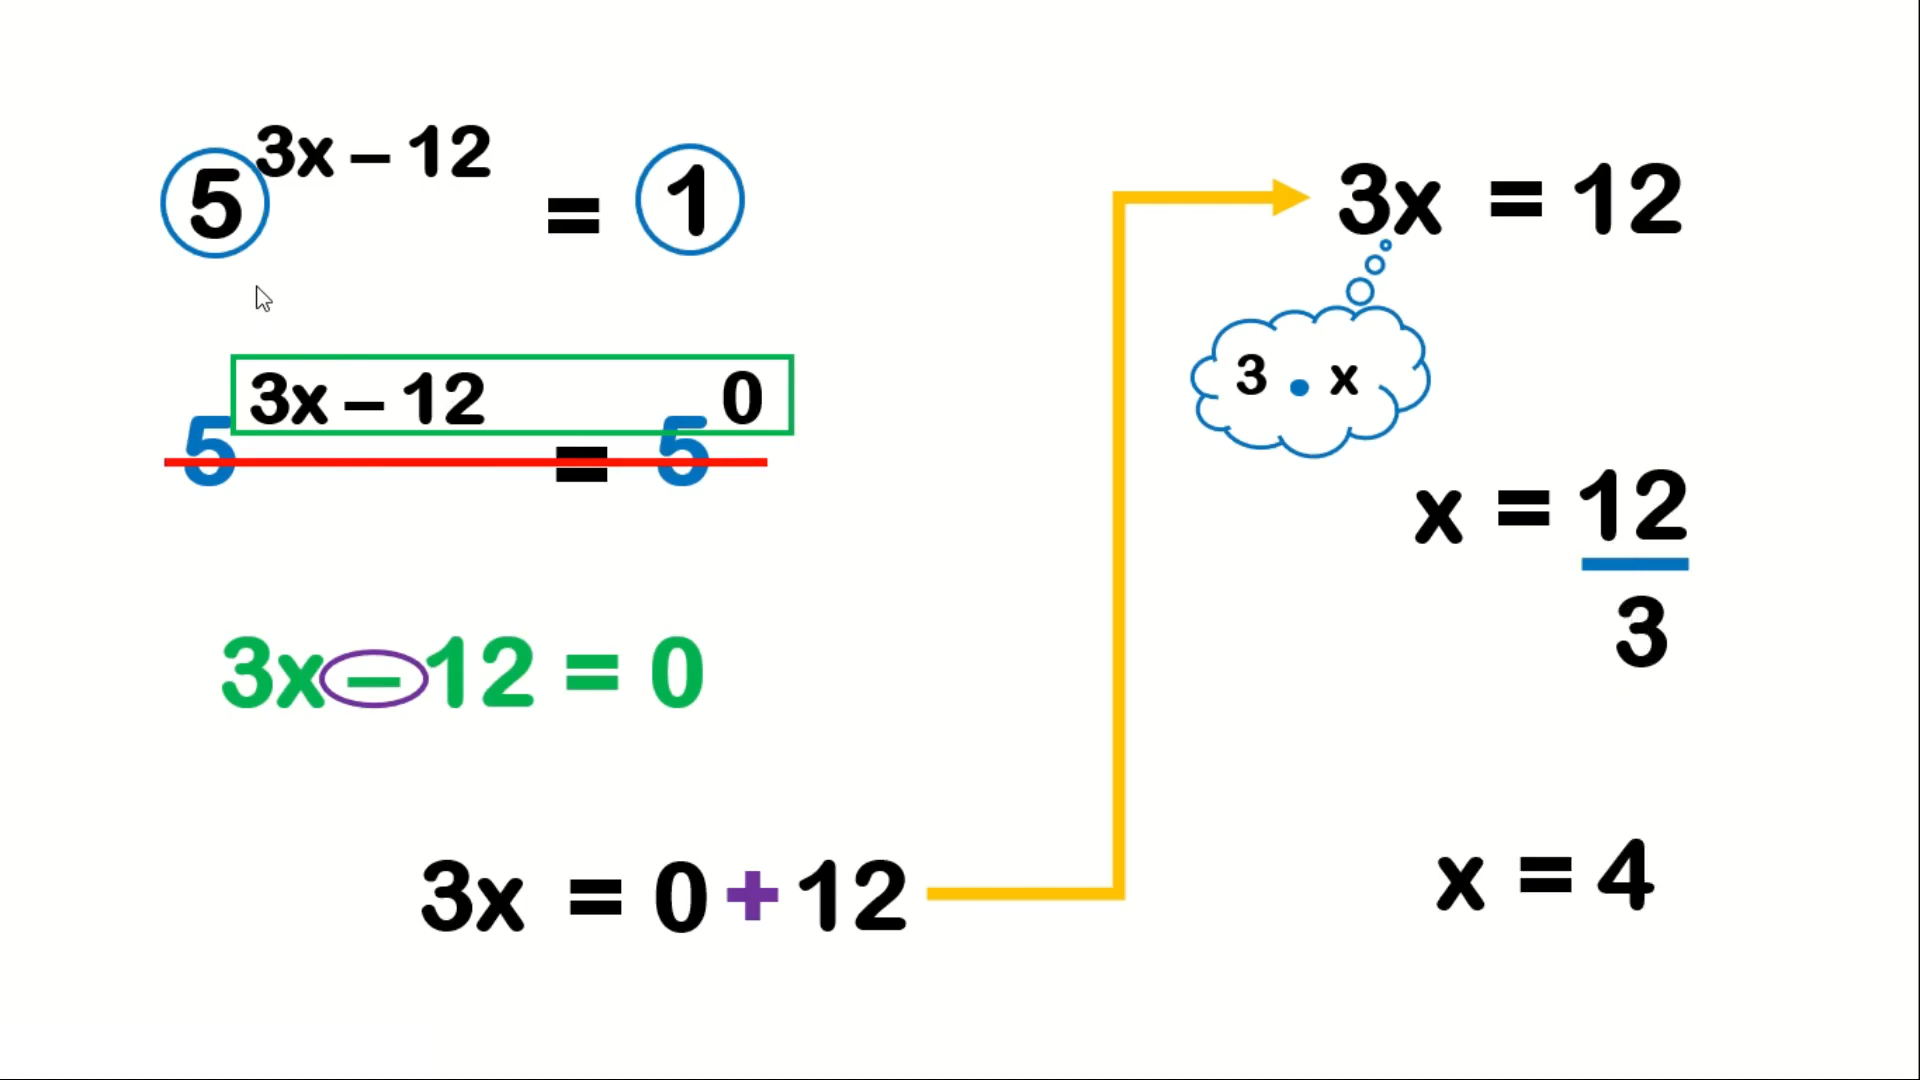 5^(3x – 12) = 1
5^(3x – 12) = 5^0
3x – 12 = 0
3x = 0 + 12
3x = 12
3 • x
x = 12/3
x = 4